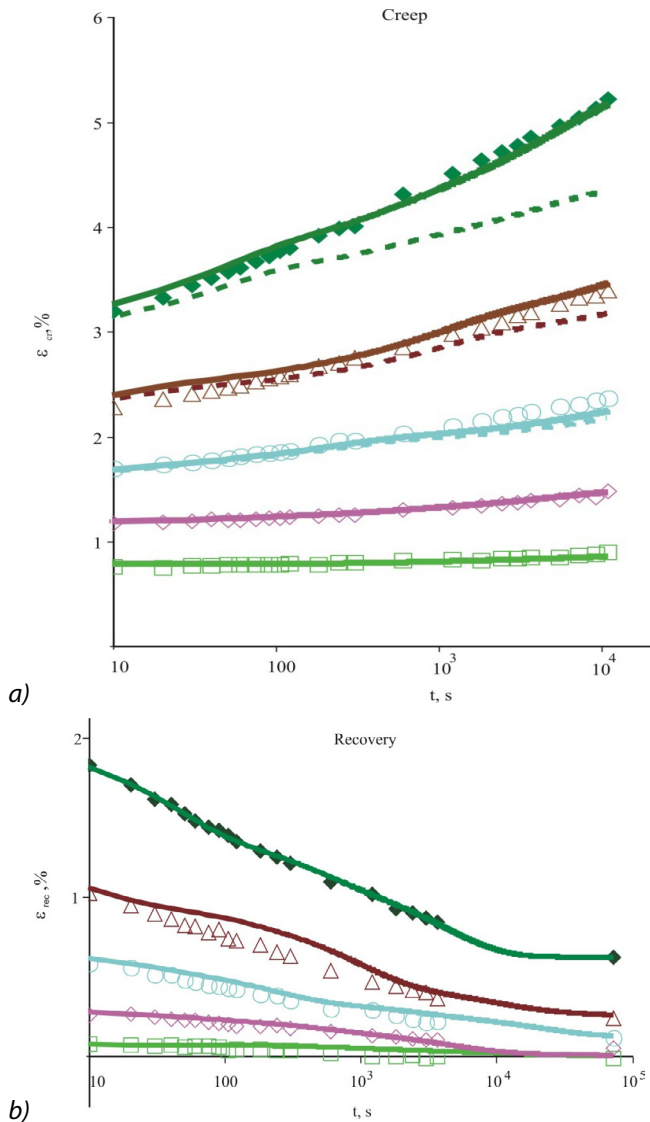 Creep
6
5
4
3
2
1
ε cr,%
10 100 10³ 10⁴
t, s
a)
Recovery
2
1
ε rec ,%
10 100 10³ 10⁴ 10⁵
t, s
b)